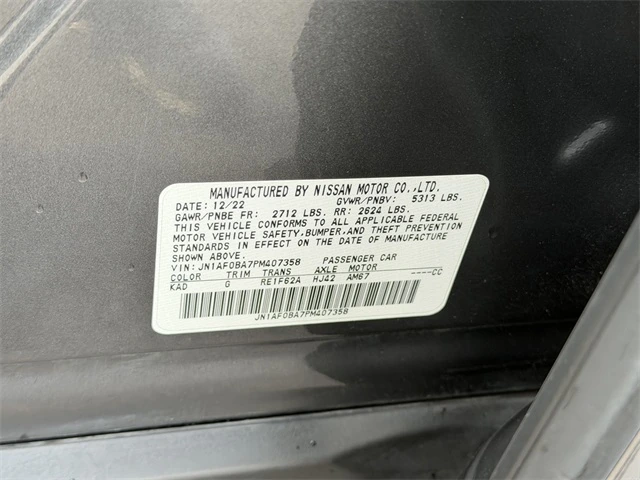 MANUFACTURED BY NISSAN MOTOR CO.,LTD.
DATE: 12/22 GVWR/PNBV: 5313 LBS.
GAWR/PNBE FR: 2712 LBS. RR: 2624 LBS.
THIS VEHICLE CONFORMS TO ALL APPLICABLE FEDERAL
MOTOR VEHICLE SAFETY,BUMPER,AND THEFT PREVENTION
STANDARDS IN EFFECT ON THE DATE OF MANUFACTURE
SHOWN ABOVE.
VIN: JN1AF0BA7PM407358 PASSENGER CAR
COLOR TRIM TRANS AXLE MOTOR ----CC
KAD G RE1F62A HJ42 AM67
JN1AF0BA7PM407358